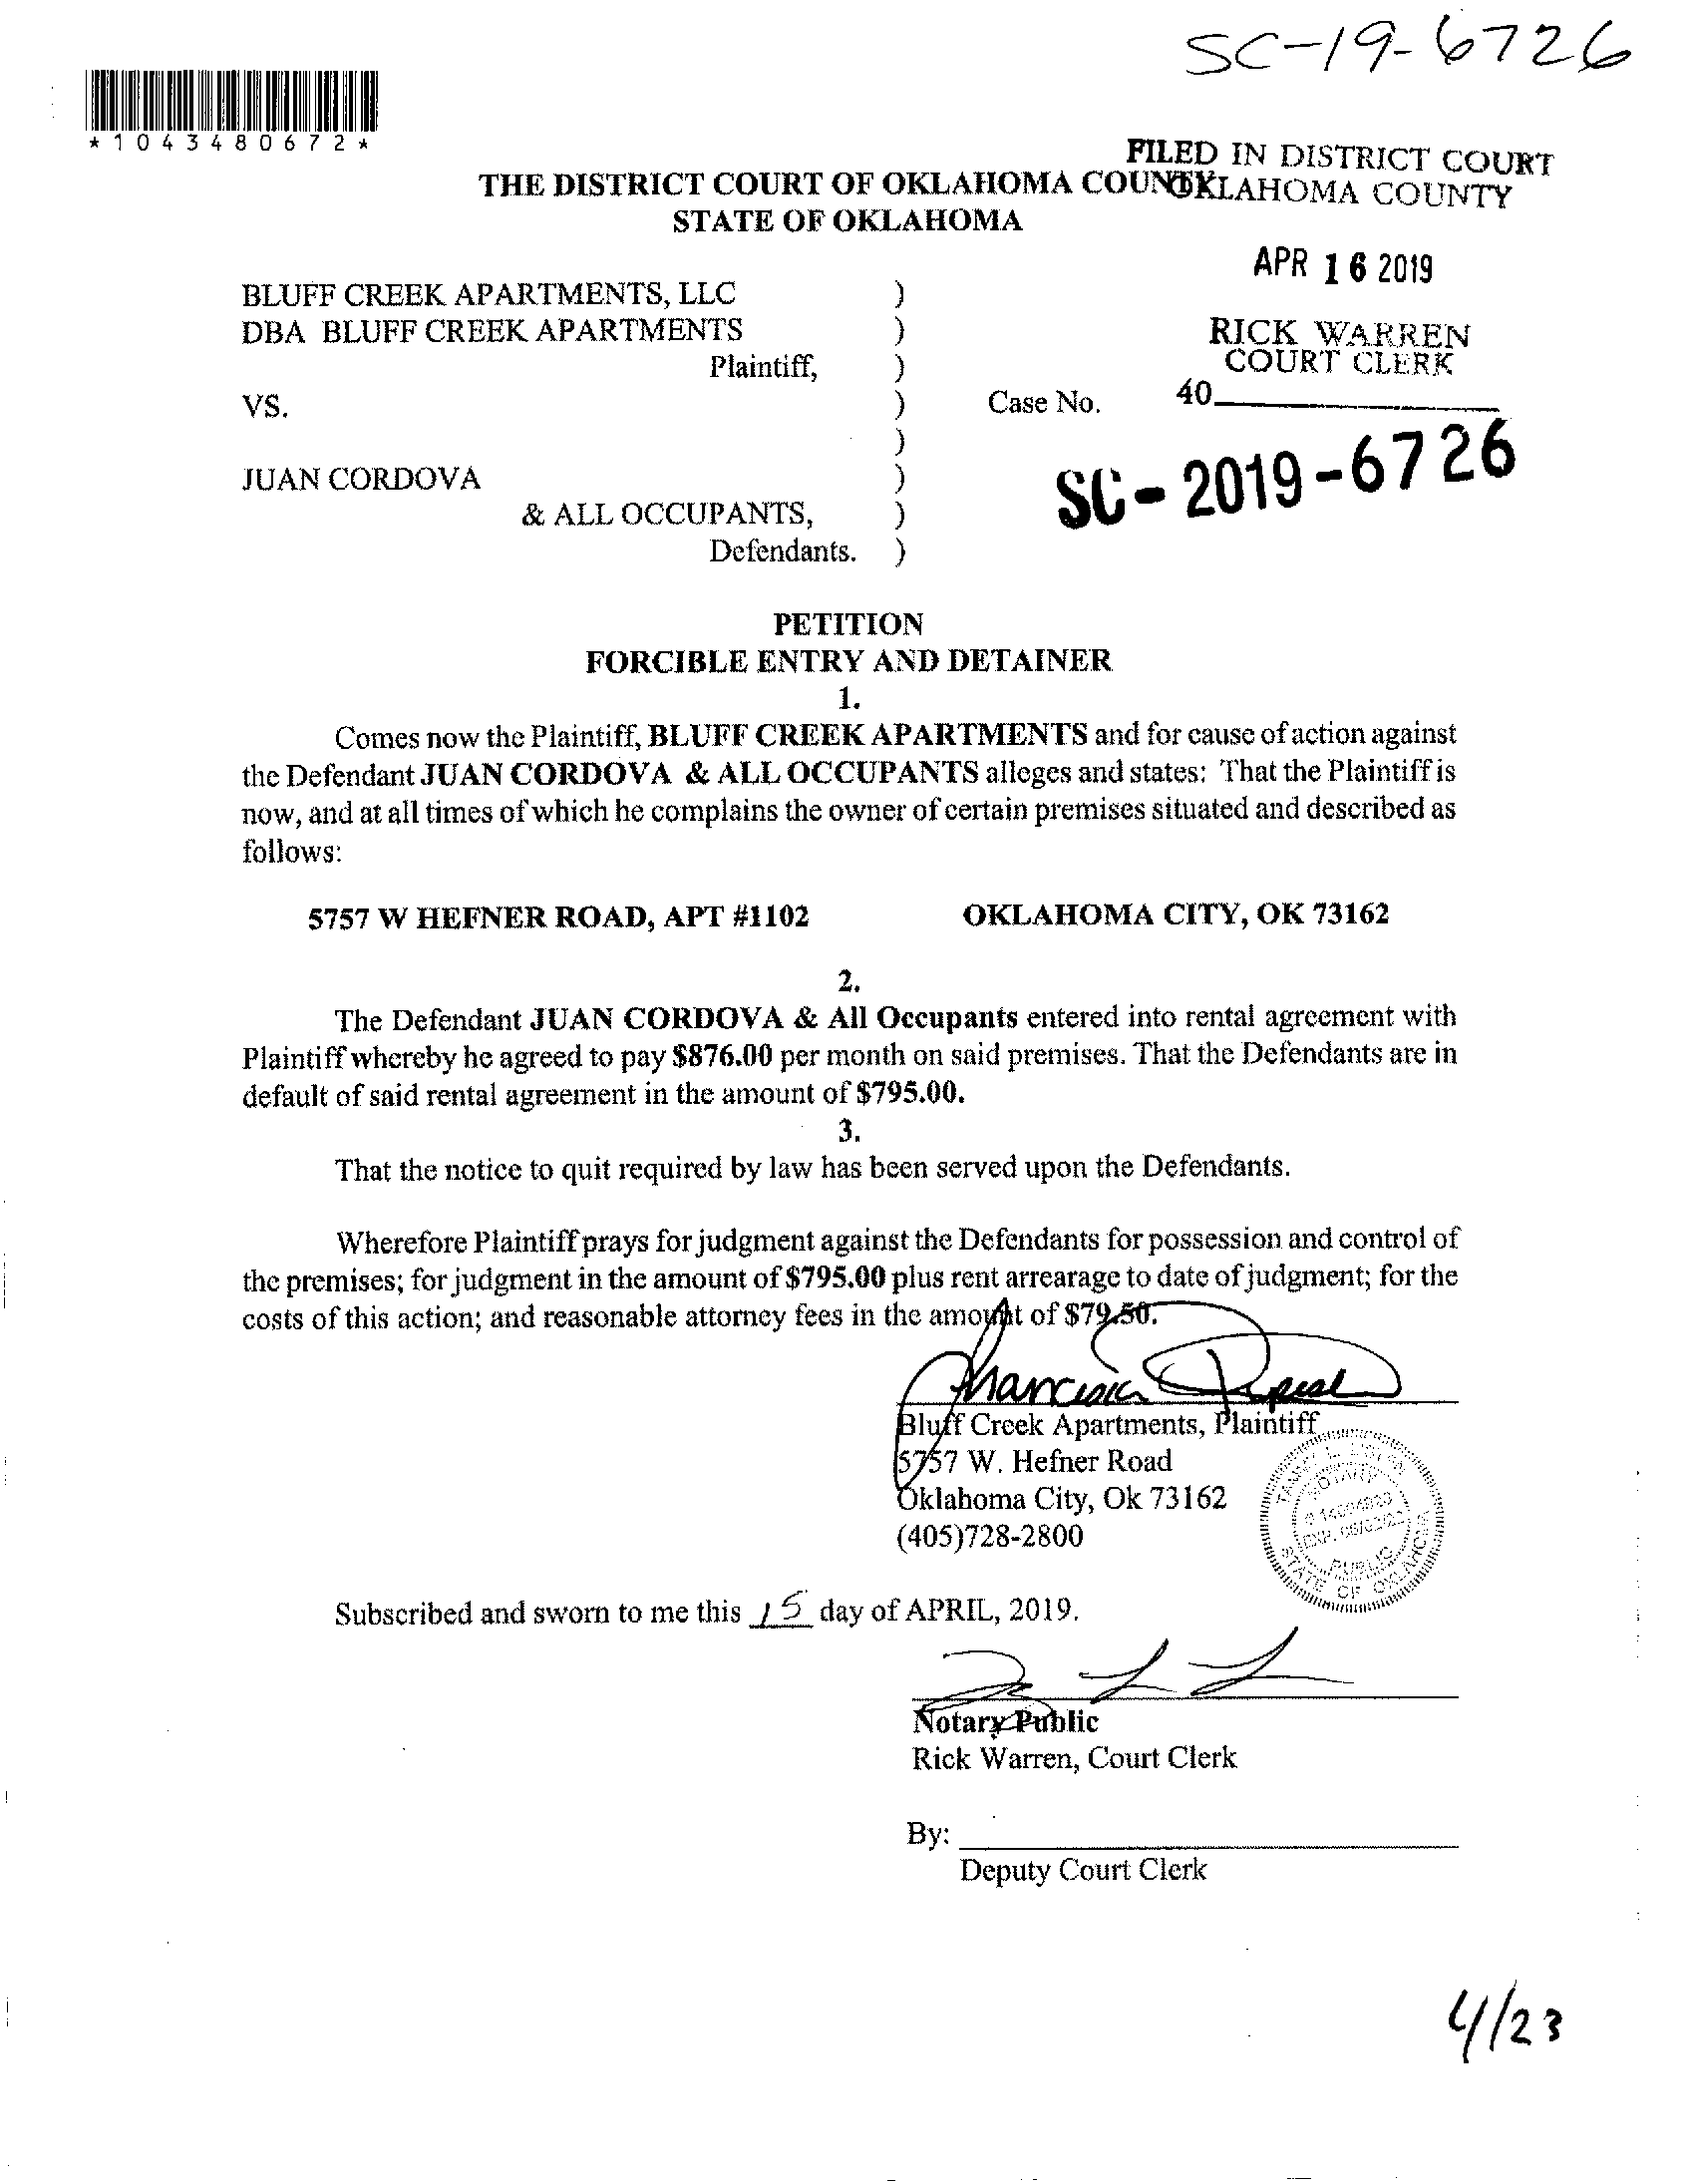 SC-19-6726
*1043480672*
FILED IN DISTRICT COURT
OKLAHOMA COUNTY
THE DISTRICT COURT OF OKLAHOMA COUNTY
STATE OF OKLAHOMA
APR 16 2019
BLUFF CREEK APARTMENTS, LLC )
DBA BLUFF CREEK APARTMENTS )
RICK WARREN
COURT CLERK
Plaintiff, )
40
VS. ) Case No.
)
SC-2019-6726
JUAN CORDOVA )
& ALL OCCUPANTS, )
Defendants. )
PETITION
FORCIBLE ENTRY AND DETAINER
1.
Comes now the Plaintiff, BLUFF CREEK APARTMENTS and for cause of action against
the Defendant JUAN CORDOVA & ALL OCCUPANTS alleges and states: That the Plaintiff is
now, and at all times of which he complains the owner of certain premises situated and described as
follows:
5757 W HEFNER ROAD, APT #1102 OKLAHOMA CITY, OK 73162
2.
The Defendant JUAN CORDOVA & All Occupants entered into rental agreement with
Plaintiff whereby he agreed to pay $876.00 per month on said premises. That the Defendants are in
default of said rental agreement in the amount of $795.00.
3.
That the notice to quit required by law has been served upon the Defendants.
Wherefore Plaintiff prays for judgment against the Defendants for possession and control of
the premises; for judgment in the amount of $795.00 plus rent arrearage to date of judgment; for the
costs of this action; and reasonable attorney fees in the amount of $79.50.
Bluff Creek Apartments, Plaintiff
5757 W. Hefner Road
Oklahoma City, Ok 73162
(405)728-2800
NOTARY
PUBLIC
STATE OF OKLAHOMA
Subscribed and sworn to me this 15 day of APRIL, 2019.
Notary Public
Rick Warren, Court Clerk
By:
Deputy Court Clerk
4/23